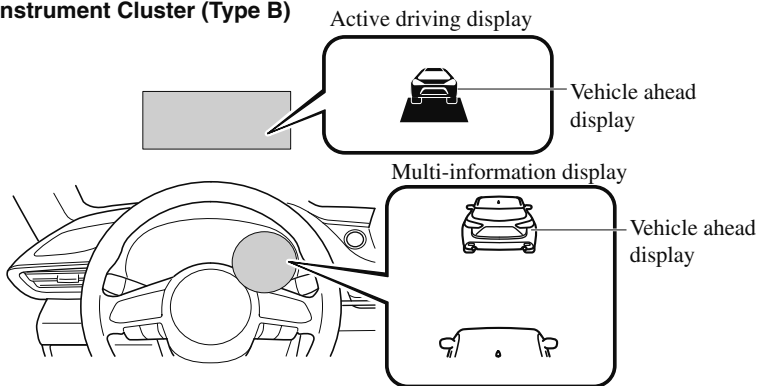 nstrument Cluster (Type B)
Active driving display
Vehicle ahead
display
Multi-information display
Vehicle ahead
display